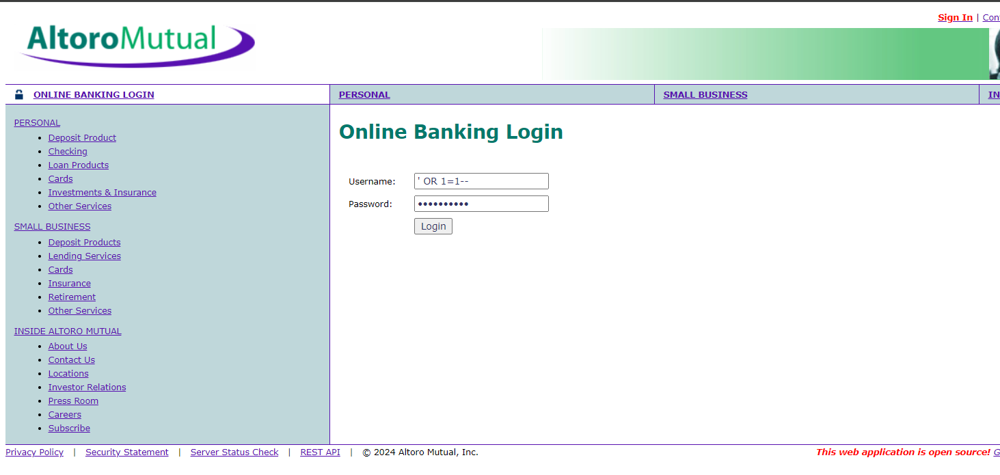 Sign In | Con
AltoroMutual
ONLINE BANKING LOGIN
PERSONAL
SMALL BUSINESS
IN
PERSONAL
Deposit Product
Checking
Loan Products
Cards
Investments & Insurance
Other Services
SMALL BUSINESS
Deposit Products
Lending Services
Cards
Insurance
Retirement
Other Services
INSIDE ALTORO MUTUAL
About Us
Contact Us
Locations
Investor Relations
Press Room
Careers
Subscribe
Online Banking Login
Username: ' OR 1=1--
Password: ••••••••••
Login
Privacy Policy | Security Statement | Server Status Check | REST API | © 2024 Altoro Mutual, Inc.
This web application is open source! G